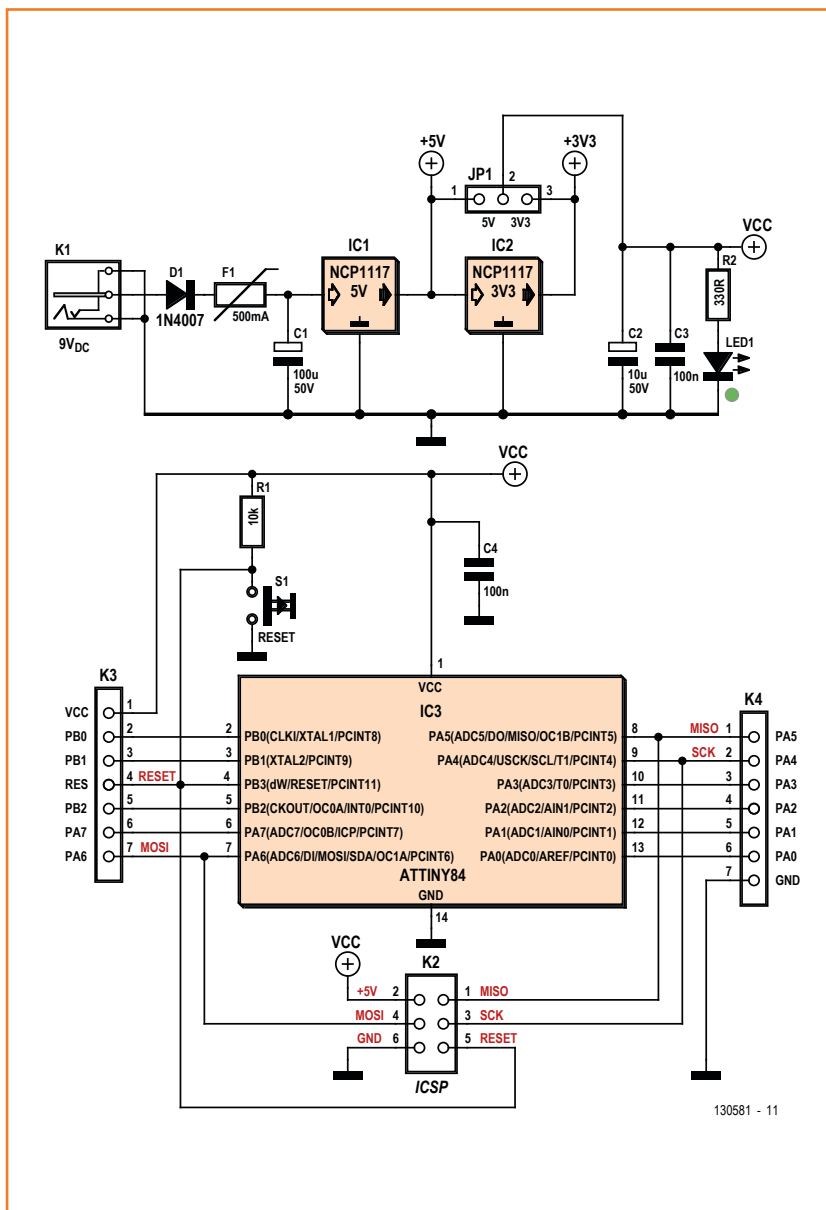 +5V
+3V3
JP1
1
2
3
5V 3V3
VCC
K1
D1
F1
IC1
IC2
R2
NCP1117
5V
NCP1117
3V3
330R
1N4007
500mA
9VDC
C1
100u
50V
C2
10u
50V
C3
100n
LED1
VCC
R1
10k
C4
100n
S1
RESET
K3
1
VCC
IC3
K4
VCC 1
PB0 2
PB1 3
RES 4 RESET
PB2 5
PA7 6
PA6 7 MOSI
2 PB0(CLKI/XTAL1/PCINT8)
3 PB1(XTAL2/PCINT9)
4 PB3(dW/RESET/PCINT11)
5 PB2(CKOUT/OC0A/INT0/PCINT10)
6 PA7(ADC7/OC0B/ICP/PCINT7)
7 PA6(ADC6/DI/MOSI/SDA/OC1A/PCINT6)
PA5(ADC5/DO/MISO/OC1B/PCINT5) 8
PA4(ADC4/USCK/SCL/T1/PCINT4) 9
PA3(ADC3/T0/PCINT3) 10
PA2(ADC2/AIN1/PCINT2) 11
PA1(ADC1/AIN0/PCINT1) 12
PA0(ADC0/AREF/PCINT0) 13
MISO 1 PA5
SCK 2 PA4
3 PA3
4 PA2
5 PA1
6 PA0
7 GND
ATTINY84
GND
14
VCC
K2
+5V 2
1 MISO
MOSI 4
3 SCK
GND 6
5 RESET
ICSP
130581 - 11